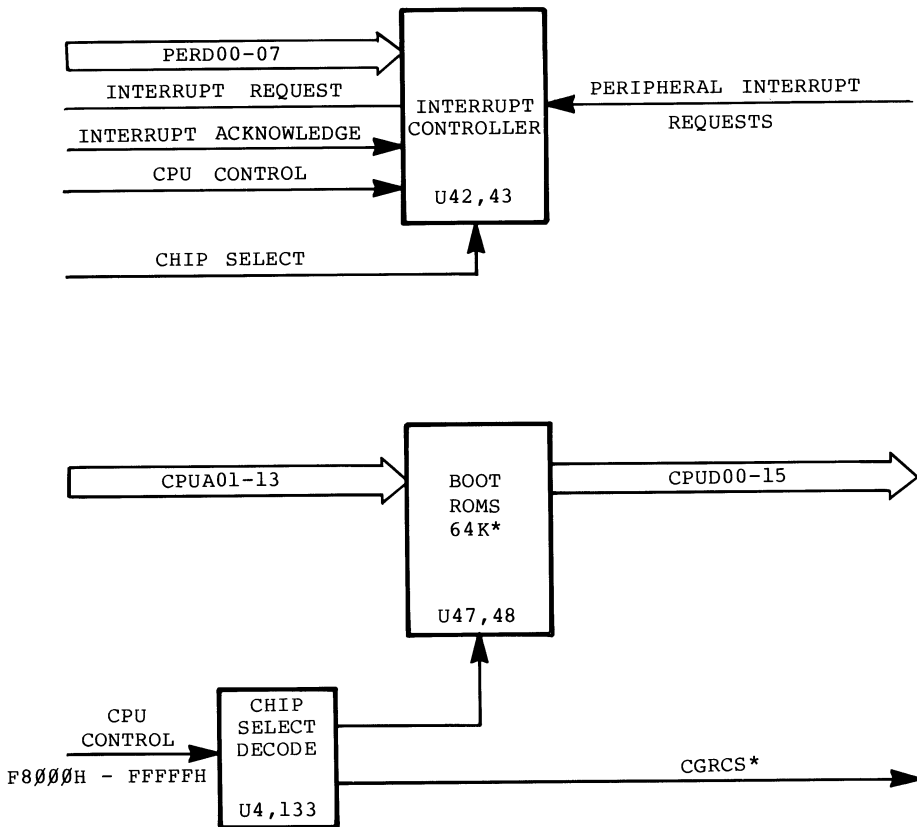 PERD00-07
INTERRUPT REQUEST
INTERRUPT ACKNOWLEDGE
CPU CONTROL
CHIP SELECT
INTERRUPT
CONTROLLER
U42,43
PERIPHERAL INTERRUPT
REQUESTS
CPUA01-13
BOOT
ROMS
64K*
U47,48
CPUD00-15
CPU
CONTROL
F8ØØØH - FFFFFH
CHIP
SELECT
DECODE
U4,133
CGRCS*